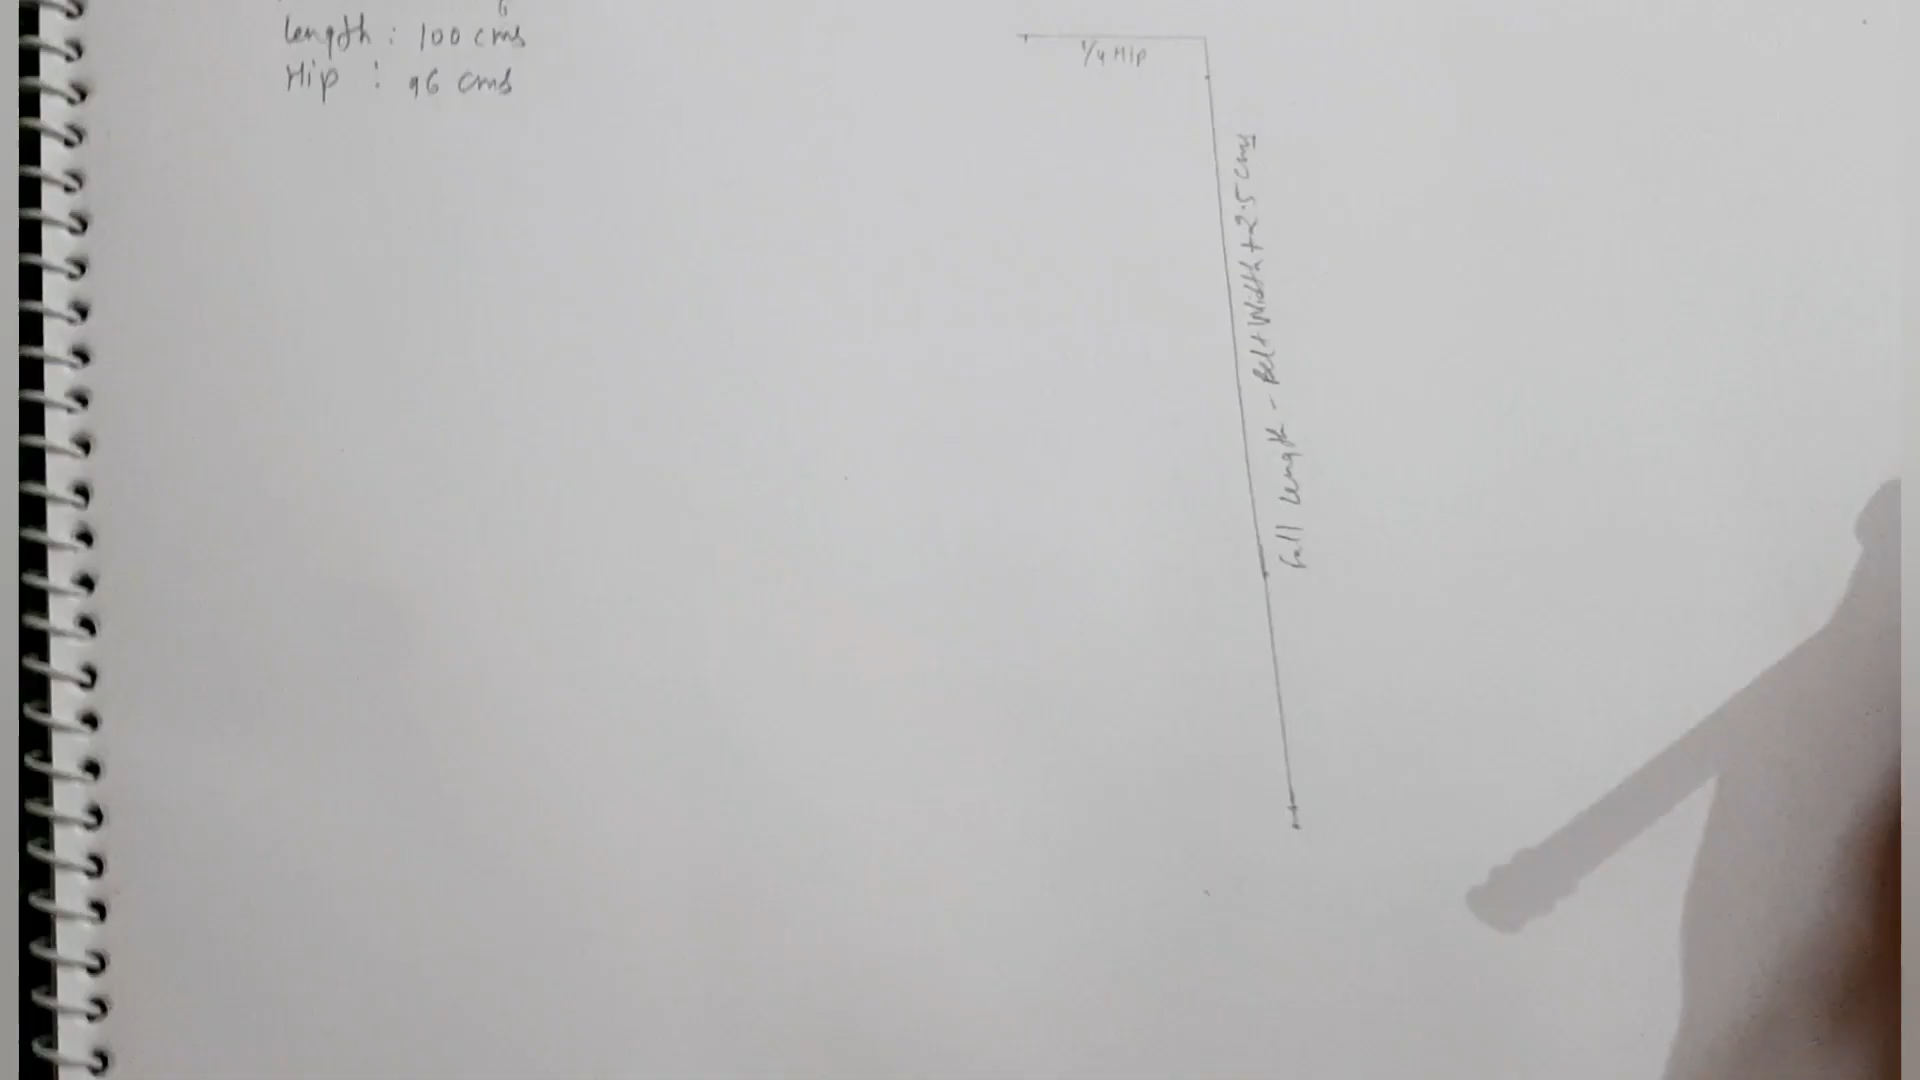 Length : 100 cms
Hip : 96 cms
1/4 Hip
Full Length - Belt Width + 2.5 cms